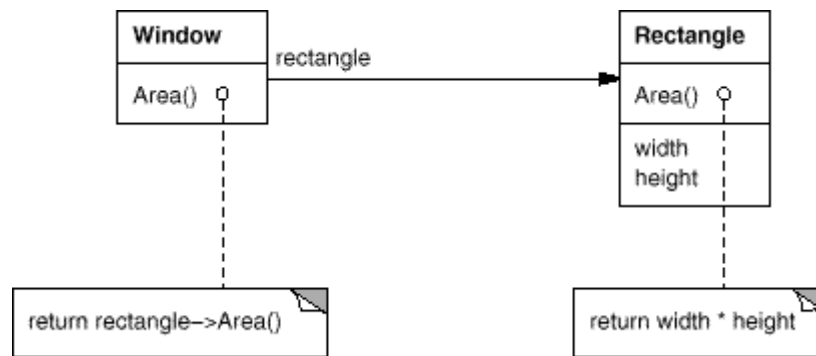 Window
Area()
rectangle
Rectangle
Area()
width
height
return rectangle–>Area()
return width * height